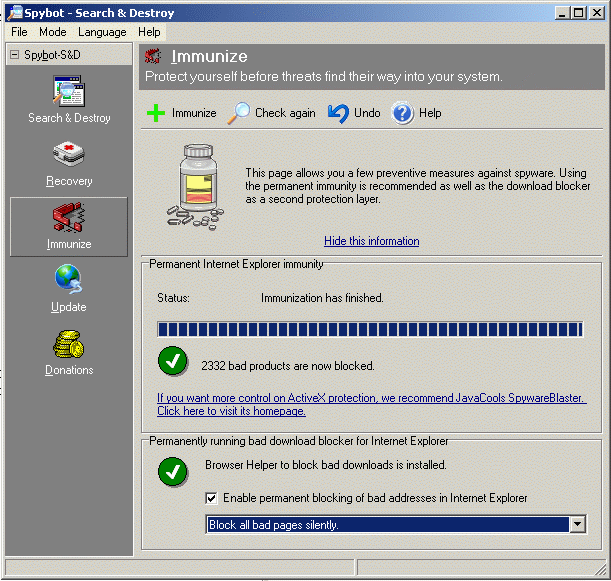 Spybot - Search & Destroy
File Mode Language Help
Spybot-S&D
Search & Destroy
Recovery
Immunize
Update
Donations
Immunize
Protect yourself before threats find their way into your system.
Immunize Check again Undo Help
This page allows you a few preventive measures against spyware. Using
the permanent immunity is recommended as well as the download blocker
as a second protection layer.
Hide this information
Permanent Internet Explorer immunity
Status: Immunization has finished.
2332 bad products are now blocked.
If you want more control on ActiveX protection, we recommend JavaCools SpywareBlaster.
Click here to visit its homepage.
Permanently running bad download blocker for Internet Explorer
Browser Helper to block bad downloads is installed.
Enable permanent blocking of bad addresses in Internet Explorer
Block all bad pages silently.